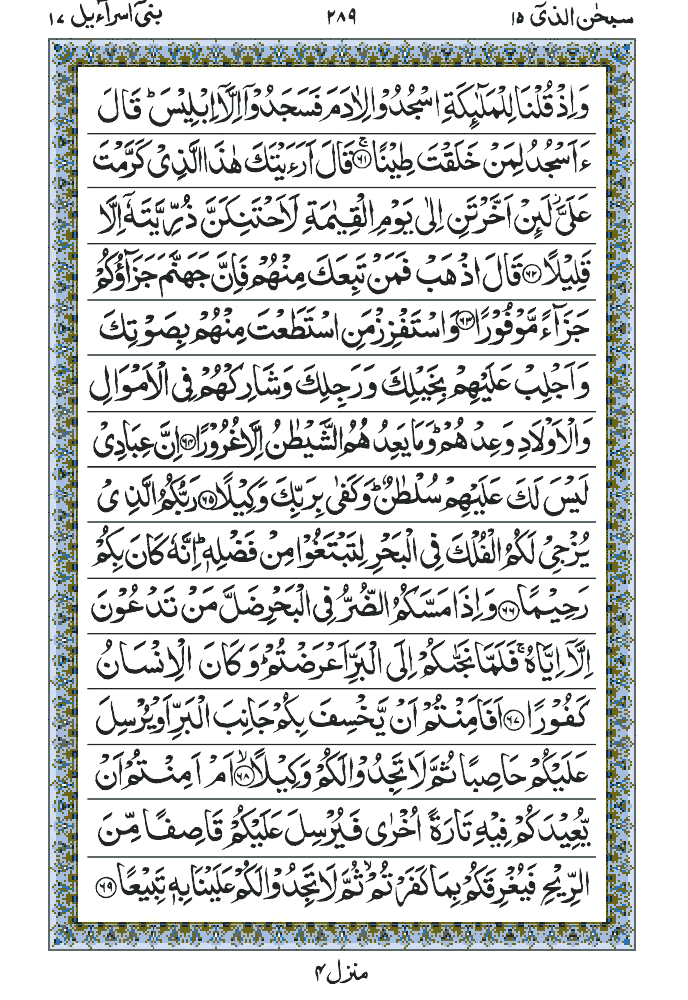 سبحٰن الذیۤ ۱۵ ۲۸۹ بنیۤ اسرآءیل ۱۷
وَاِذۡ قُلۡنَا لِلۡمَلٰٓئِكَةِ اسۡجُدُوۡا لِاٰدَمَ فَسَجَدُوۡۤا اِلَّاۤ اِبۡلِيۡسَ ؕ قَالَ
ءَاَسۡجُدُ لِمَنۡ خَلَقۡتَ طِيۡنًا ۚ‏﴿۶۱﴾ قَالَ اَرَءَيۡتَكَ هٰذَا الَّذِىۡ كَرَّمۡتَ
عَلَىَّ لَٮِٕنۡ اَخَّرۡتَنِ اِلٰى يَوۡمِ الۡقِيٰمَةِ لَاَحۡتَنِكَنَّ ذُرِّيَّتَهٗۤ اِلَّا
قَلِيۡلًا‏﴿۶۲﴾ قَالَ اذۡهَبۡ فَمَنۡ تَبِعَكَ مِنۡهُمۡ فَاِنَّ جَهَنَّمَ جَزَآؤُكُمۡ
جَزَآءً مَّوۡفُوۡرًا‏﴿۶۳﴾ وَاسۡتَفۡزِزۡ مَنِ اسۡتَطَعۡتَ مِنۡهُمۡ بِصَوۡتِكَ
وَاَجۡلِبۡ عَلَيۡهِمۡ بِخَيۡلِكَ وَرَجِلِكَ وَشَارِكۡهُمۡ فِى الۡاَمۡوَالِ
وَالۡاَوۡلَادِ وَعِدۡهُمۡ ؕ وَمَا يَعِدُهُمُ الشَّيۡطٰنُ اِلَّا غُرُوۡرًا‏﴿۶۴﴾ اِنَّ عِبَادِىۡ
لَيۡسَ لَكَ عَلَيۡهِمۡ سُلۡطٰنٌ ؕ وَكَفٰى بِرَبِّكَ وَكِيۡلًا‏﴿۶۵﴾ رَبُّكُمُ الَّذِىۡ
يُزۡجِىۡ لَـكُمُ الۡفُلۡكَ فِى الۡبَحۡرِ لِتَبۡتَغُوۡا مِنۡ فَضۡلِهٖؕ اِنَّهٗ كَانَ بِكُمۡ
رَحِيۡمًا‏﴿۶۶﴾ وَاِذَا مَسَّكُمُ الضُّرُّ فِى الۡبَحۡرِ ضَلَّ مَنۡ تَدۡعُوۡنَ
اِلَّاۤ اِيَّاهُ ۚ فَلَمَّا نَجّٰٮكُمۡ اِلَى الۡبَرِّ اَعۡرَضۡتُمۡ ؕ وَكَانَ الۡاِنۡسَانُ
كَفُوۡرًا‏﴿۶۷﴾ اَفَاَمِنۡتُمۡ اَنۡ يَّخۡسِفَ بِكُمۡ جَانِبَ الۡبَرِّ اَوۡ يُرۡسِلَ
عَلَيۡكُمۡ حَاصِبًا ثُمَّ لَا تَجِدُوۡا لَـكُمۡ وَكِيۡلًا ۙ‏﴿۶۸﴾ اَمۡ اَمِنۡتُمۡ اَنۡ
يُّعِيۡدَكُمۡ فِيۡهِ تَارَةً اُخۡرٰى فَيُرۡسِلَ عَلَيۡكُمۡ قَاصِفًا مِّنَ
الرِّيۡحِ فَيُغۡرِقَكُمۡ بِمَا كَفَرۡتُمۡ ۙ ثُمَّ لَا تَجِدُوۡا لَـكُمۡ عَلَيۡنَا بِهٖ تَبِيۡعًا‏﴿۶۹﴾
منزل ۴